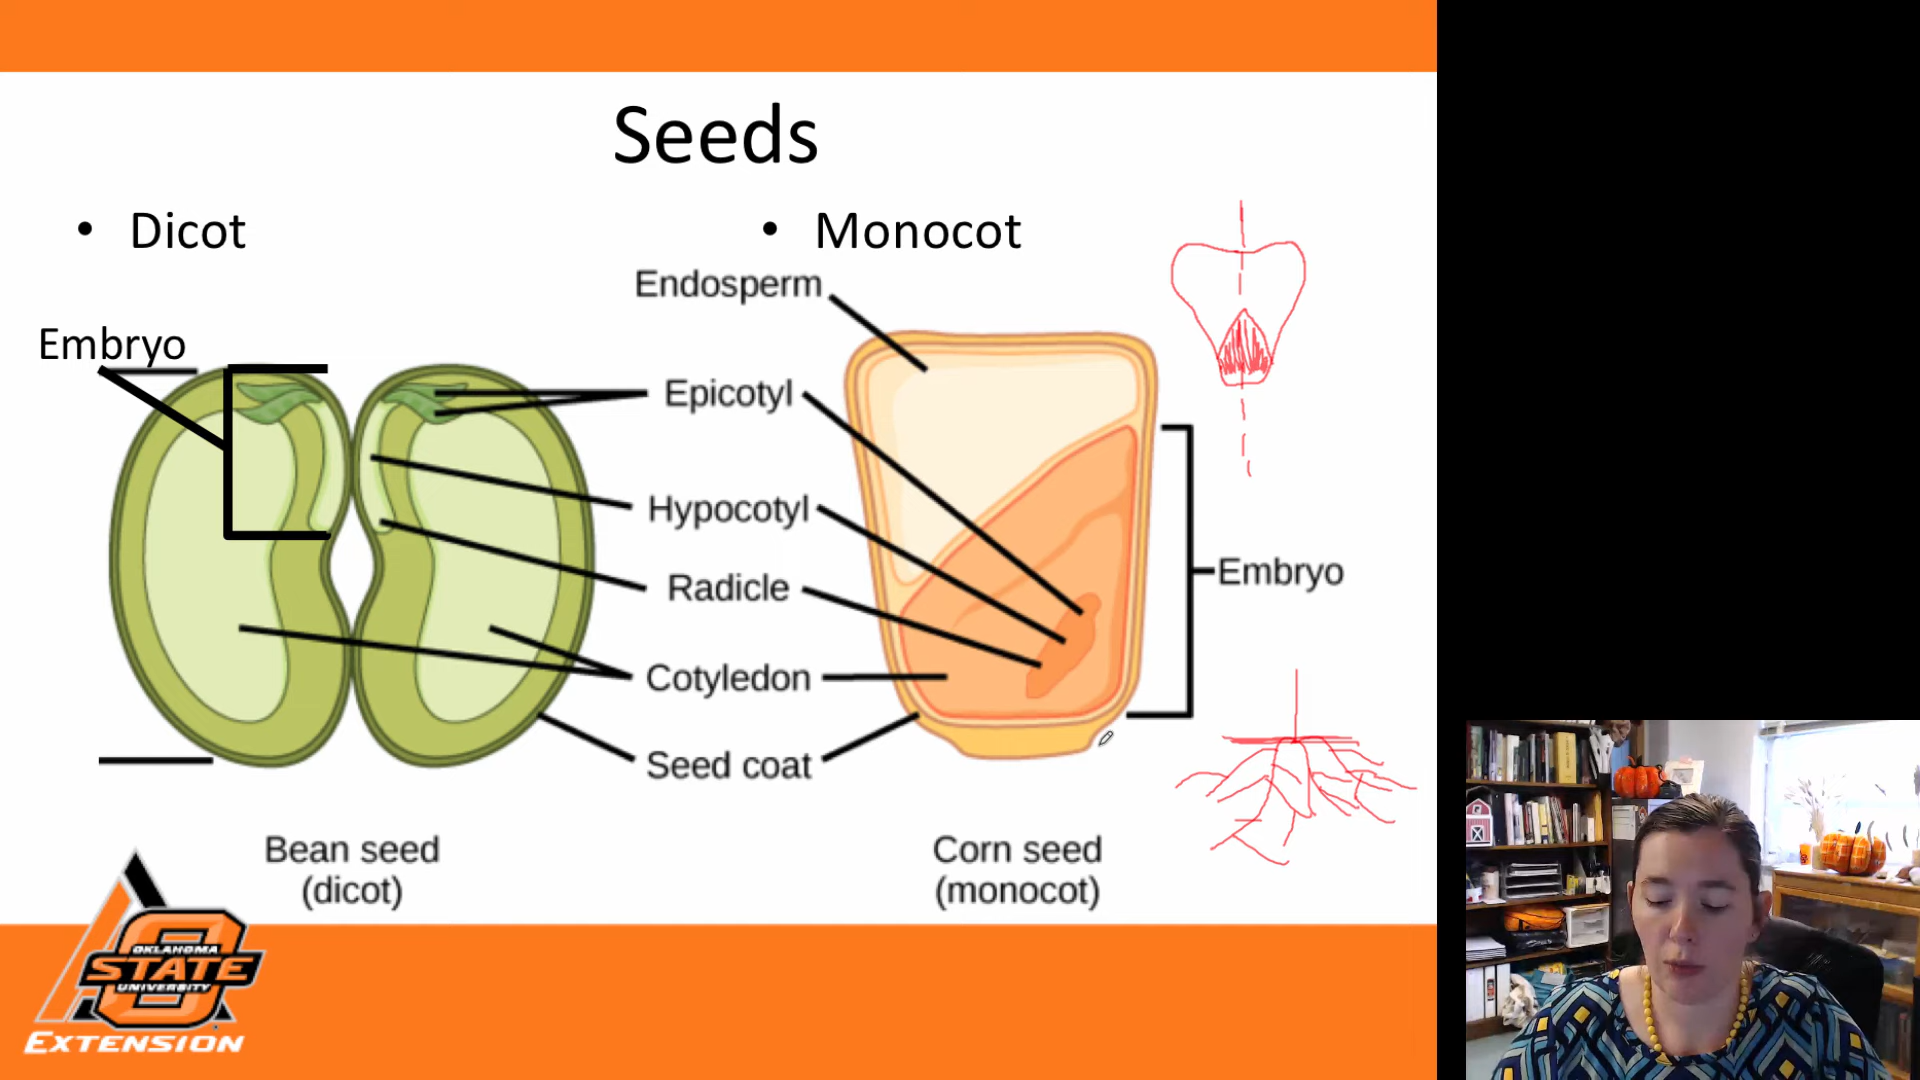 Seeds
• Dicot
• Monocot
Endosperm
Embryo
Epicotyl
Hypocotyl
Radicle
Embryo
Cotyledon
Seed coat
Bean seed
(dicot)
Corn seed
(monocot)
OKLAHOMA
STATE
UNIVERSITY
EXTENSION